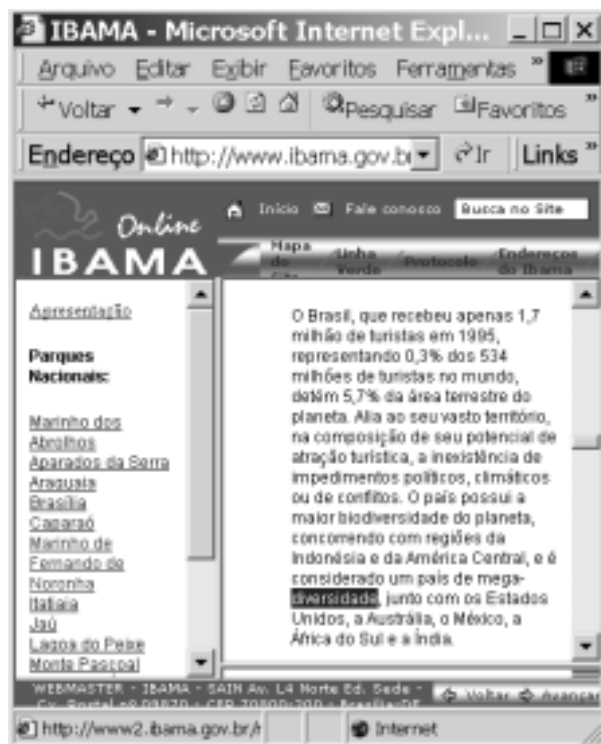 IBAMA - Microsoft Internet Expl...
Arquivo Editar Exibir Favoritos Ferramentas »
Voltar Pesquisar Favoritos »
Endereço http://www.ibama.gov.br Ir Links »
Online
IBAMA
Início Fale conosco Busca no Site
Mapa do Site Linha Verde Protocolo Endereços do Ibama
Apresentação
Parques
Nacionais:
Marinho dos
Abrolhos
Aparados da Serra
Araguaia
Brasília
Caparaó
Marinho de
Fernando de
Noronha
Itatiaia
Jaú
Lagoa do Peixe
Monte Pascoal
O Brasil, que recebeu apenas 1,7
milhão de turistas em 1995,
representando 0,3% dos 534
milhões de turistas no mundo,
detém 5,7% da área terrestre do
planeta. Alia ao seu vasto território,
na composição de seu potencial de
atração turística, a inexistência de
impedimentos políticos, climáticos
ou de conflitos. O país possui a
maior biodiversidade do planeta,
concorrendo com regiões da
Indonésia e da América Central, e é
considerado um país de mega-
diversidade, junto com os Estados
Unidos, a Austrália, o México, a
África do Sul e a Índia.
WEBMASTER - IBAMA - SAIN Av. L4 Norte Ed. Sede -
Voltar Avançar
http://www2.ibama.gov.br/
Internet